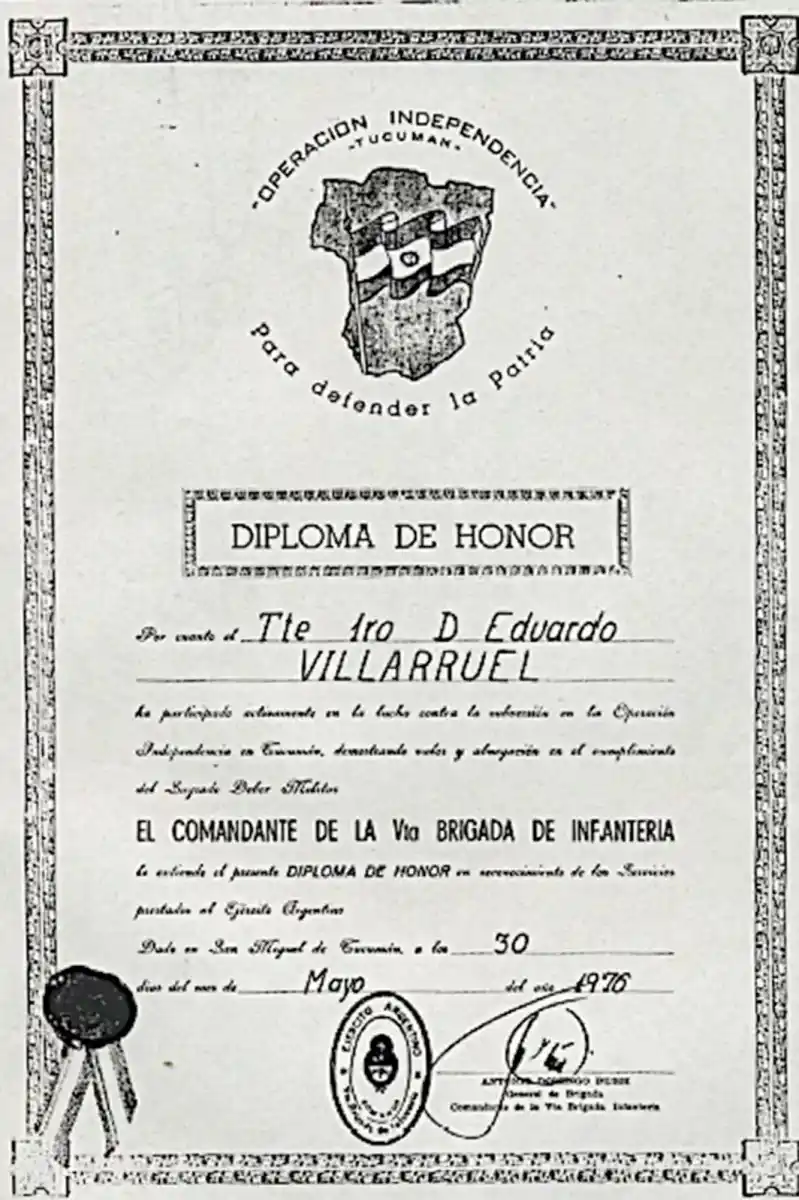 "OPERACION INDEPENDENCIA"
-TUCUMAN-
Para defender la Patria
DIPLOMA DE HONOR
Por cuanto el Tte 1ro D Eduardo
VILLARRUEL
ha participado activamente en la lucha contra la subversión en la Operación
Independencia en Tucumán, demostrando valor y abnegación en el cumplimiento
del Sagrado Deber Militar
EL COMANDANTE DE LA Vta BRIGADA DE INFANTERIA
le extiende el presente DIPLOMA DE HONOR en reconocimiento de los Servicios
prestados al Ejército Argentino
Dado en San Miguel de Tucumán, a los 30
días del mes de Mayo del año 1976
Ejército Argentino
ANTONIO DOMINGO BUSSI
General de Brigada
Comandante de la Vta Brigada Infantería